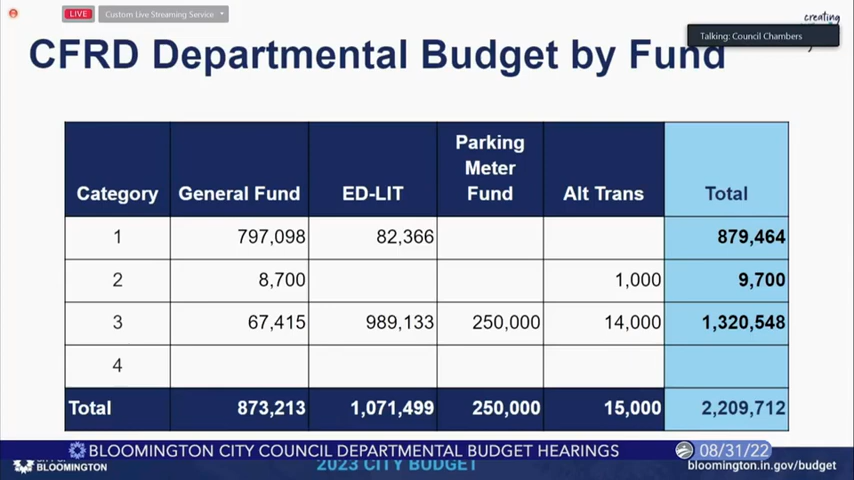 LIVE
Custom Live Streaming Service
creating
Talking: Council Chambers
CFRD Departmental Budget by Fund
Category General Fund ED-LIT Parking Meter Fund Alt Trans Total
1 797,098 82,366 879,464
2 8,700 1,000 9,700
3 67,415 989,133 250,000 14,000 1,320,548
4
Total 873,213 1,071,499 250,000 15,000 2,209,712
BLOOMINGTON CITY COUNCIL DEPARTMENTAL BUDGET HEARINGS 08/31/22
BLOOMINGTON 2023 CITY BUDGET bloomington.in.gov/budget